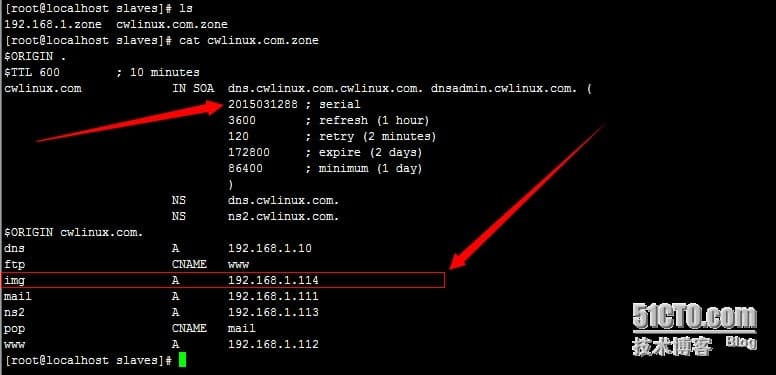 [root@localhost slaves]# ls
192.168.1.zone  cwlinux.com.zone
[root@localhost slaves]# cat cwlinux.com.zone
$ORIGIN .
$TTL 600        ; 10 minutes
cwlinux.com             IN SOA  dns.cwlinux.com.cwlinux.com. dnsadmin.cwlinux.com. (
                                2015031288 ; serial
                                3600       ; refresh (1 hour)
                                120        ; retry (2 minutes)
                                172800     ; expire (2 days)
                                86400      ; minimum (1 day)
                                )
                        NS      dns.cwlinux.com.
                        NS      ns2.cwlinux.com.
$ORIGIN cwlinux.com.
dns                     A       192.168.1.10
ftp                     CNAME   www
img                     A       192.168.1.114
mail                    A       192.168.1.111
ns2                     A       192.168.1.113
pop                     CNAME   mail
www                     A       192.168.1.112
[root@localhost slaves]#
51CTO.com
技术博客 Blog